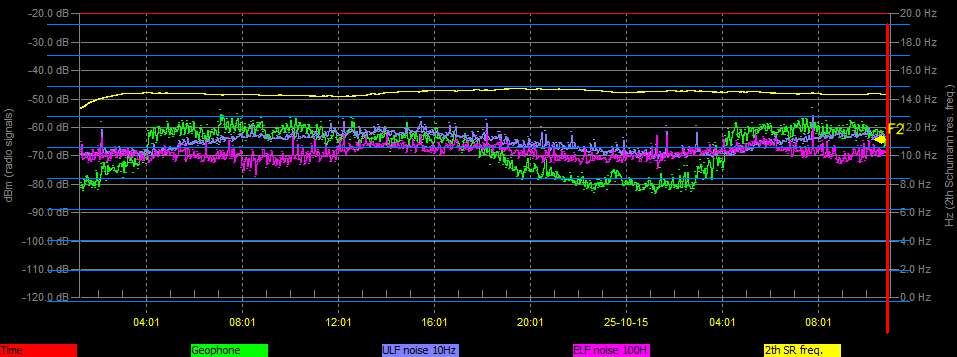 -20.0 dB 20.0 Hz
-30.0 dB 18.0 Hz
-40.0 dB 16.0 Hz
-50.0 dB 14.0 Hz
-60.0 dB 12.0 Hz
F2
-70.0 dB 10.0 Hz
-80.0 dB 8.0 Hz
-90.0 dB 6.0 Hz
-100.0 dB 4.0 Hz
-110.0 dB 2.0 Hz
-120.0 dB 0.0 Hz
dBm (radio signals)
Hz (2th Schumann res. freq.)
04:01 08:01 12:01 16:01 20:01 25-10-15 04:01 08:01
Time Geophone ULF noise 10Hz ELF noise 100H 2th SR freq.